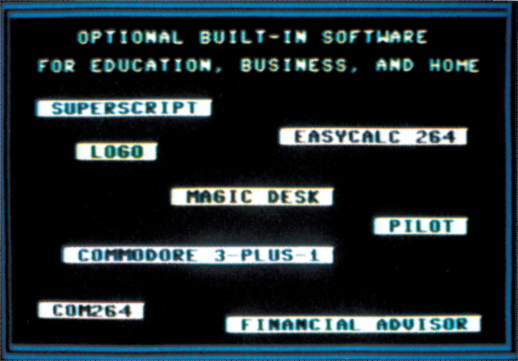 OPTIONAL BUILT-IN SOFTWARE
FOR EDUCATION, BUSINESS, AND HOME
SUPERSCRIPT
EASYCALC 264
LOGO
MAGIC DESK
PILOT
COMMODORE 3-PLUS-1
COM264
FINANCIAL ADVISOR